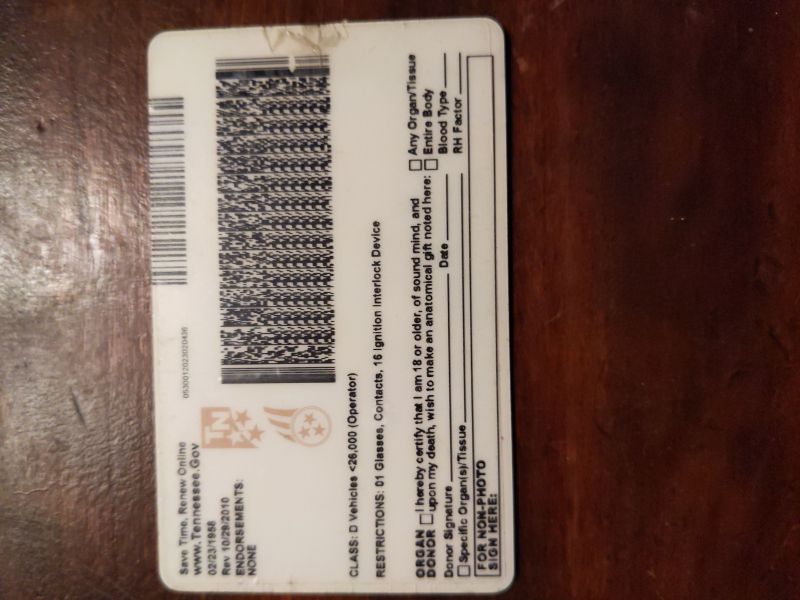 Save Time, Renew Online
www.Tennessee.Gov
02/23/1958
Rev 10/29/2010
ENDORSEMENTS:
NONE
0530012023020436
TN
CLASS: D Vehicles <26,000 (Operator)
RESTRICTIONS: 01 Glasses, Contacts, 16 Ignition Interlock Device
ORGAN DONOR
I hereby certify that I am 18 or older, of sound mind, and
upon my death, wish to make an anatomical gift noted here:
Any Organ/Tissue
Entire Body
Donor Signature Date Blood Type
Specific Organ(s)/Tissue RH Factor
FOR NON-PHOTO
SIGN HERE: